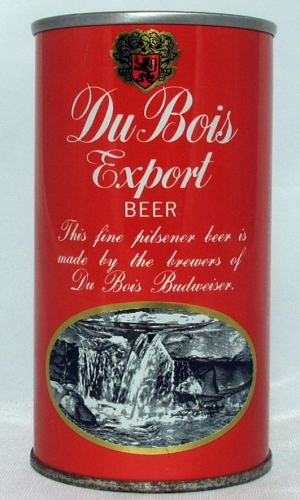 Du Bois
Export
BEER
This fine pilsener beer is
made by the brewers of
Du Bois Budweiser.